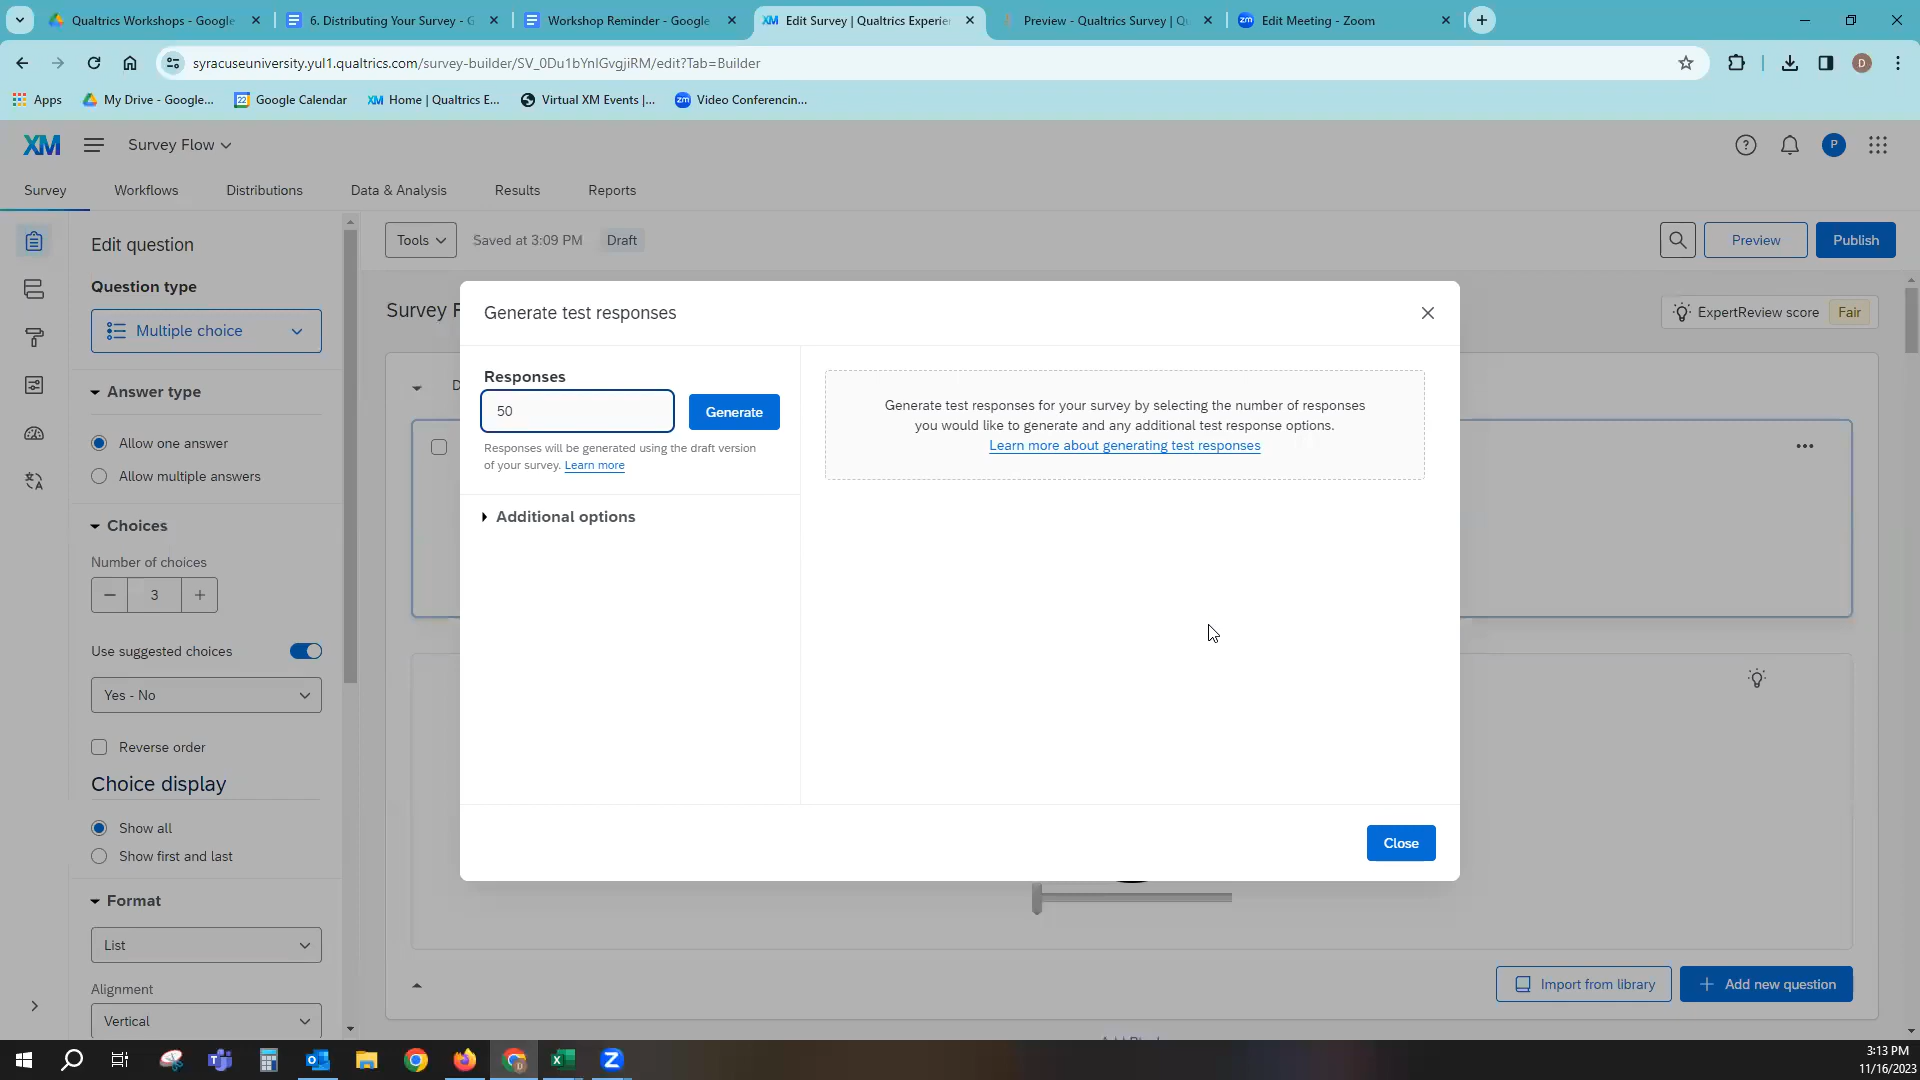 Qualtrics Workshops - Google
6. Distributing Your Survey - G
Workshop Reminder - Google
XM Edit Survey | Qualtrics Experien
Preview - Qualtrics Survey | Qu
zm Edit Meeting - Zoom
syracuseuniversity.yul1.qualtrics.com/survey-builder/SV_0Du1bYnlGvgjiRM/edit?Tab=Builder
D
Apps
My Drive - Google...
22 Google Calendar
XM Home | Qualtrics E...
Virtual XM Events |...
zm Video Conferencin...
XM
Survey Flow
?
P
Survey
Workflows
Distributions
Data & Analysis
Results
Reports
Edit question
Tools
Saved at 3:09 PM
Draft
Preview
Publish
Question type
Multiple choice
Survey F
ExpertReview score
Fair
Generate test responses
Answer type
Allow one answer
Allow multiple answers
D
Responses
50
Generate
Responses will be generated using the draft version
of your survey. Learn more
Generate test responses for your survey by selecting the number of responses
you would like to generate and any additional test response options.
Learn more about generating test responses
Additional options
Choices
Number of choices
3
Use suggested choices
Yes - No
Reverse order
Choice display
Show all
Show first and last
Close
Format
List
Alignment
Vertical
Import from library
Add new question
3:13 PM
11/16/2023